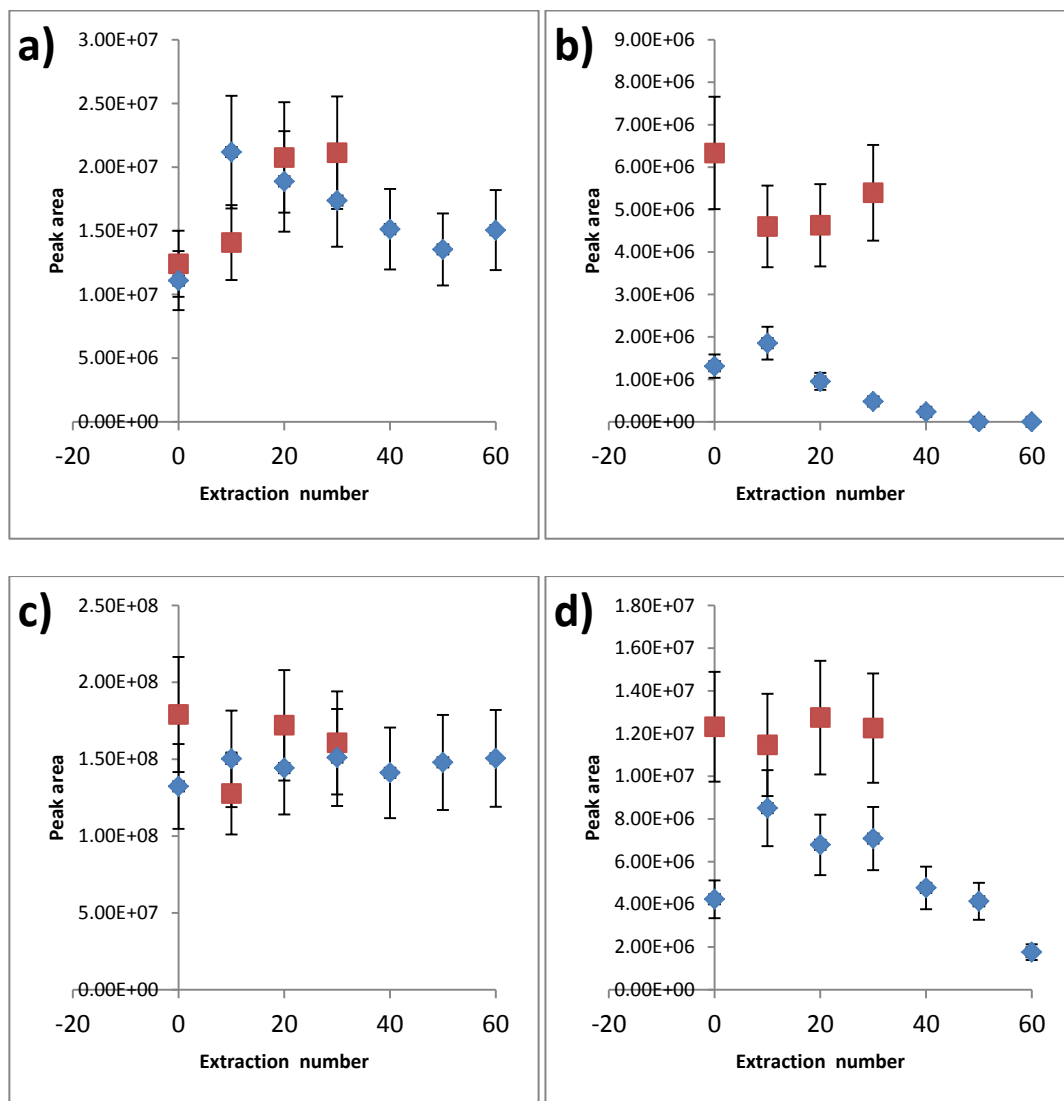 a)
3.00E+07
2.50E+07
2.00E+07
1.50E+07
1.00E+07
5.00E+06
0.00E+00
Peak area
-20 0 20 40 60
Extraction number
b)
9.00E+06
8.00E+06
7.00E+06
6.00E+06
5.00E+06
4.00E+06
3.00E+06
2.00E+06
1.00E+06
0.00E+00
Peak area
-20 0 20 40 60
Extraction number
c)
2.50E+08
2.00E+08
1.50E+08
1.00E+08
5.00E+07
0.00E+00
Peak area
-20 0 20 40 60
Extraction number
d)
1.80E+07
1.60E+07
1.40E+07
1.20E+07
1.00E+07
8.00E+06
6.00E+06
4.00E+06
2.00E+06
0.00E+00
Peak area
-20 0 20 40 60
Extraction number